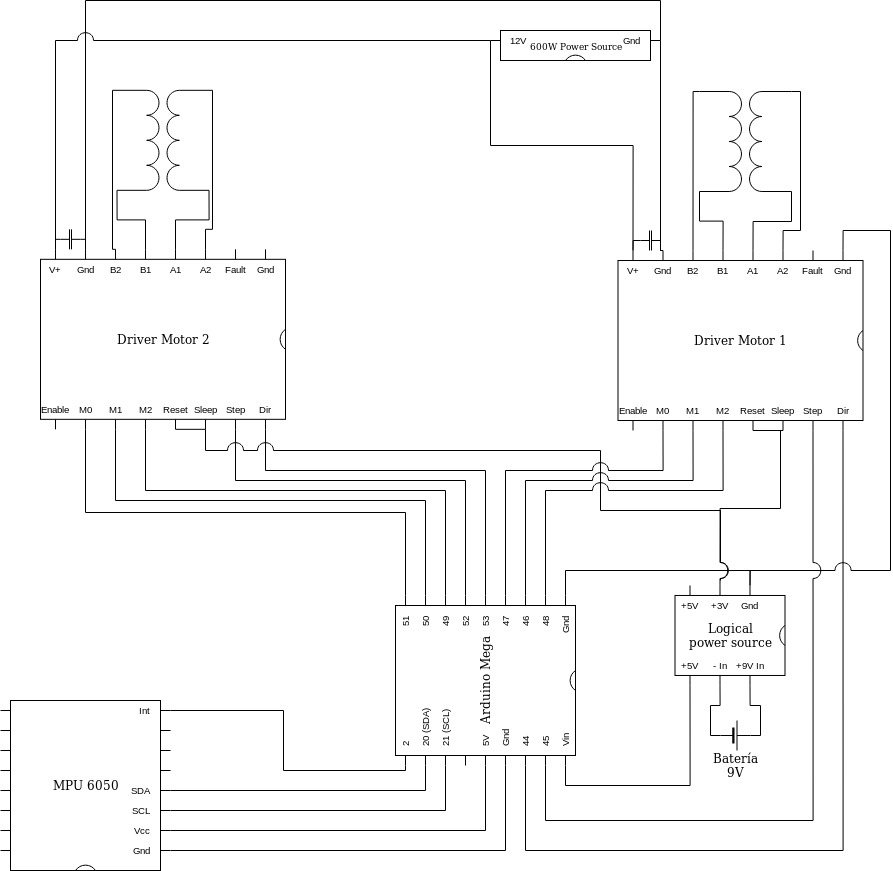 12V 600W Power Source Gnd
V+ Gnd B2 B1 A1 A2 Fault Gnd
Driver Motor 2
Enable M0 M1 M2 Reset Sleep Step Dir
V+ Gnd B2 B1 A1 A2 Fault Gnd
Driver Motor 1
Enable M0 M1 M2 Reset Sleep Step Dir
51 50 49 52 53 47 46 48 Gnd
Arduino Mega
2 20 (SDA) 21 (SCL) 5V Gnd 44 45 Vin
+5V +3V Gnd
Logical
power source
+5V - In +9V In
Batería
9V
Int
MPU 6050
SDA
SCL
Vcc
Gnd